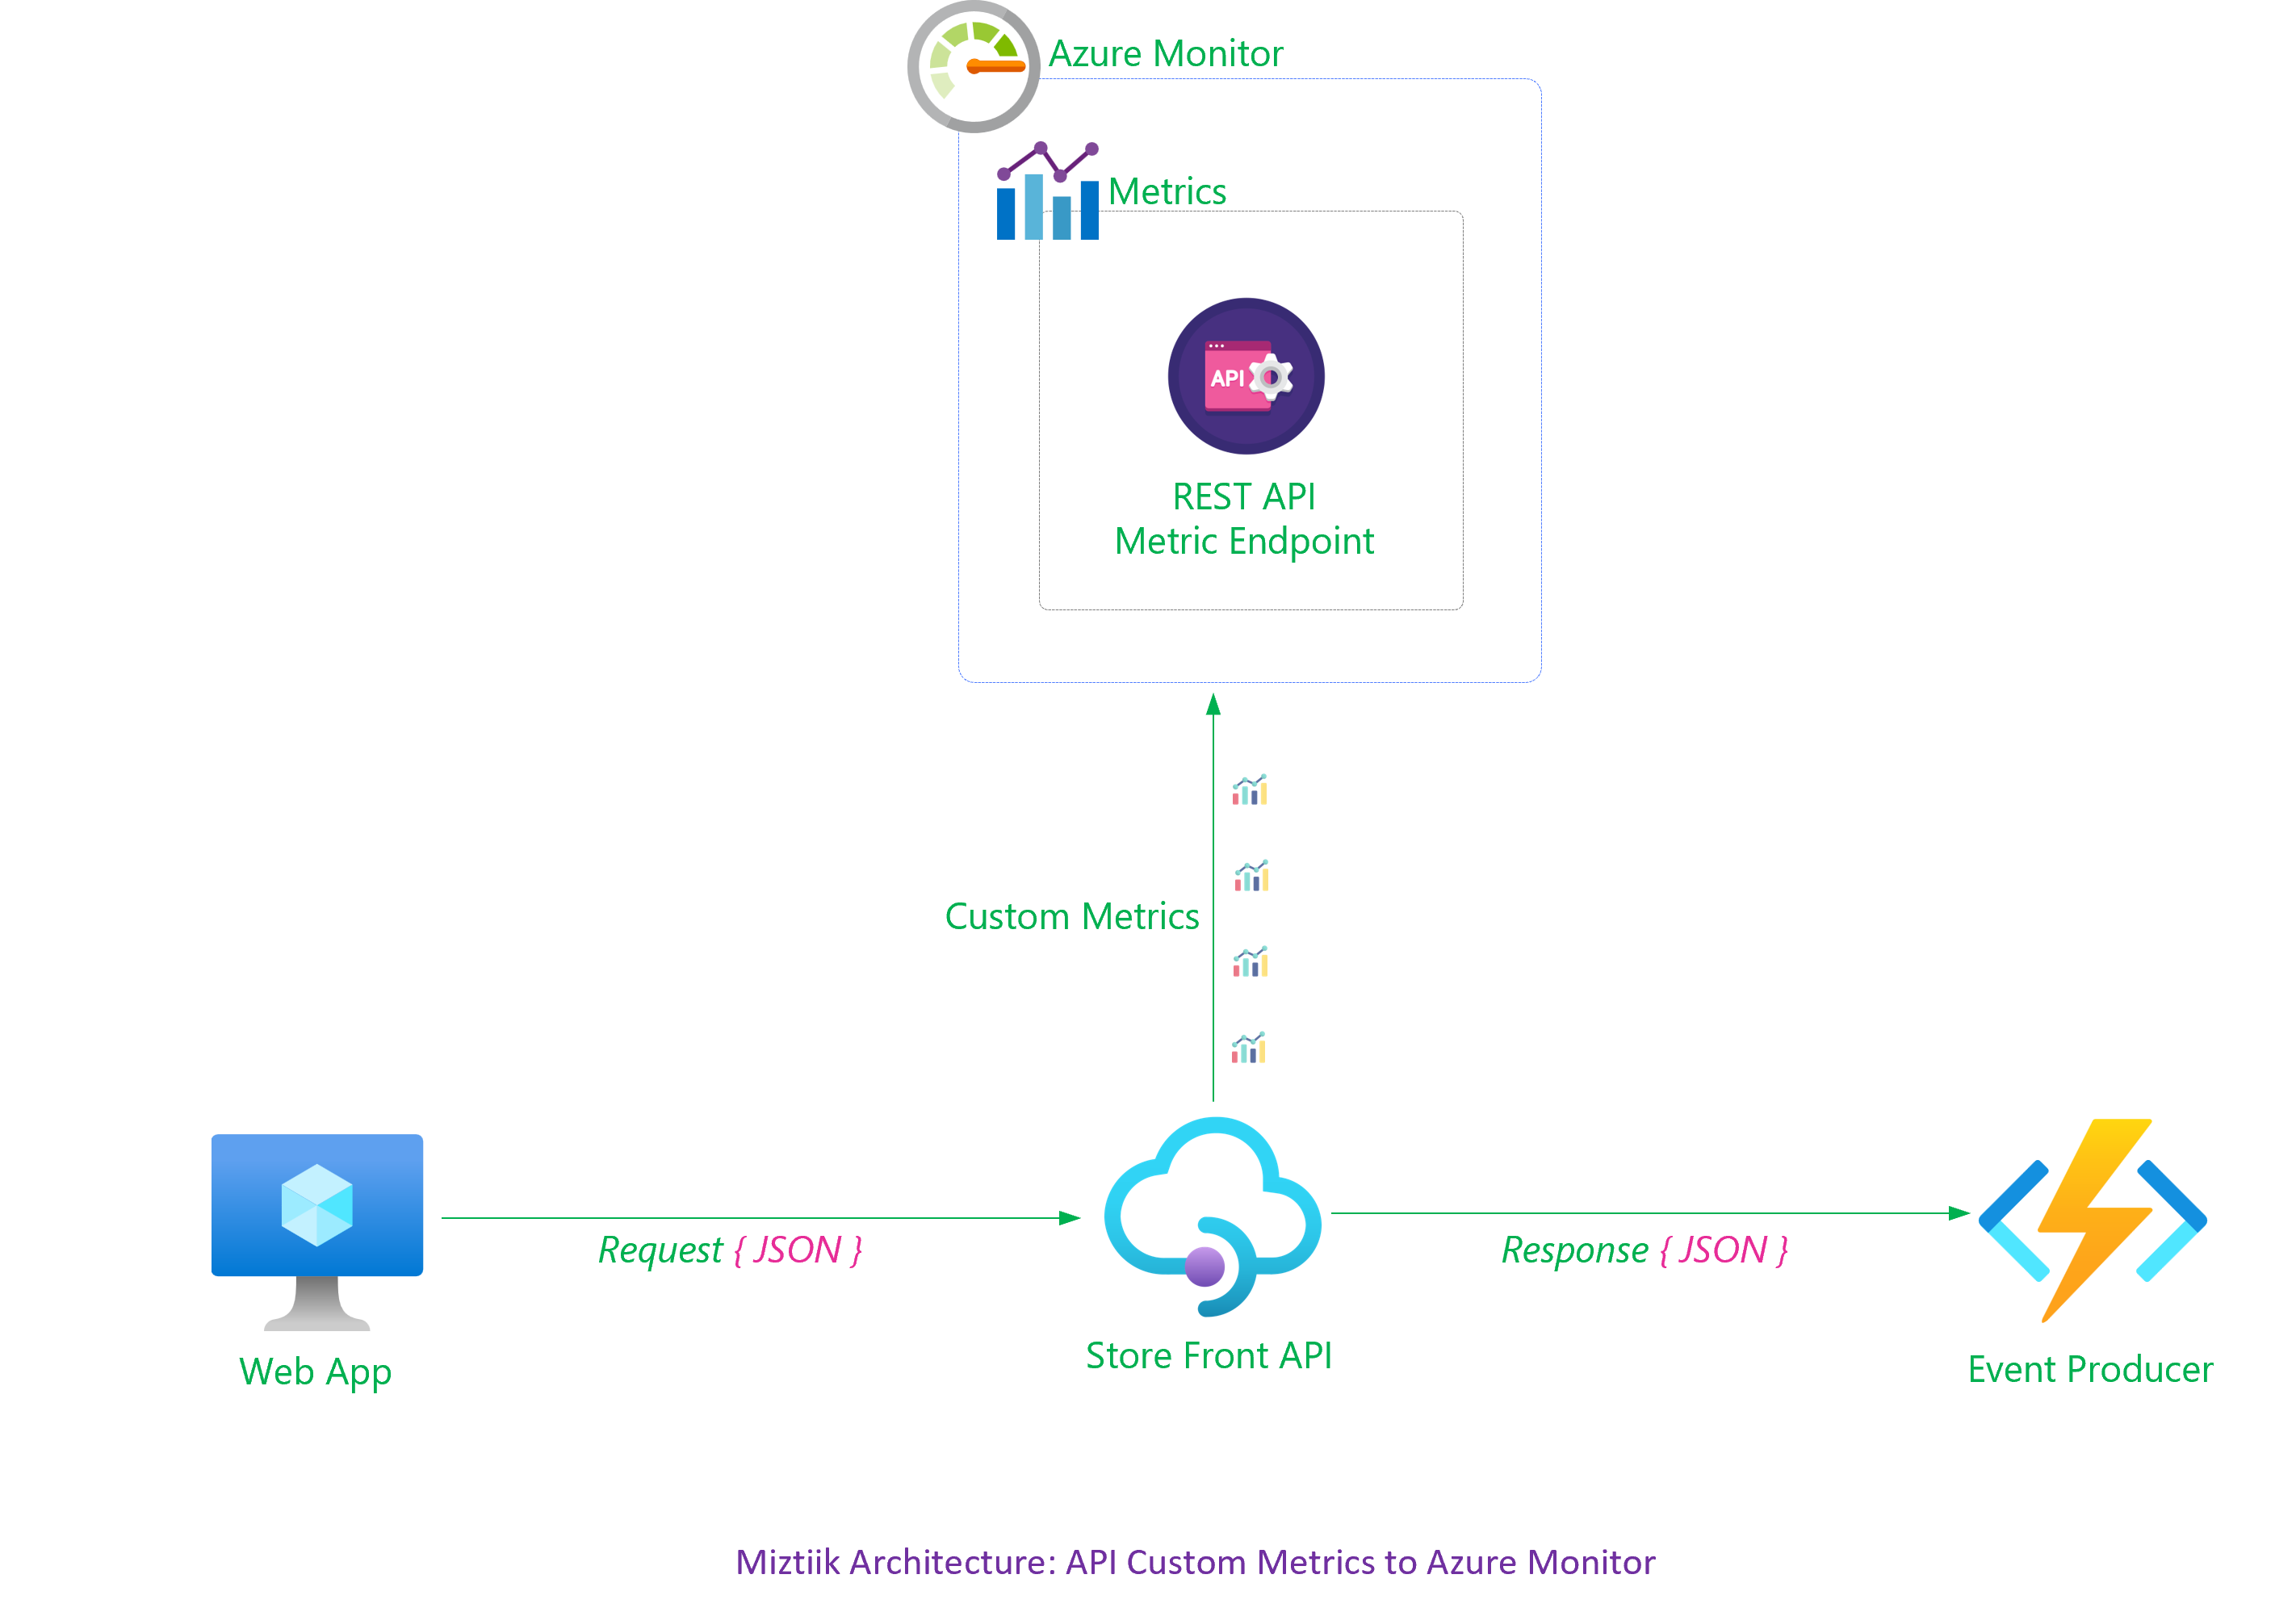 Azure Monitor
Metrics
API
REST API
Metric Endpoint
Custom Metrics
Request { JSON }
Response { JSON }
Web App
Store Front API
Event Producer
Miztiik Architecture: API Custom Metrics to Azure Monitor